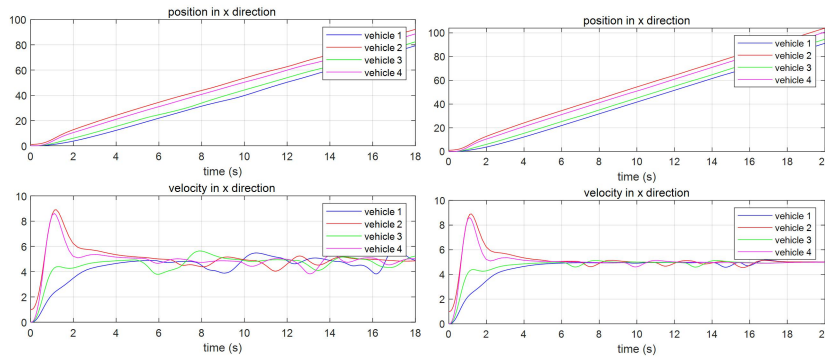 position in x direction
100
80
60
40
20
0
vehicle 1
vehicle 2
vehicle 3
vehicle 4
0 2 4 6 8 10 12 14 16 18
time (s)
velocity in x direction
10
8
6
4
2
0
vehicle 1
vehicle 2
vehicle 3
vehicle 4
0 2 4 6 8 10 12 14 16 18
time (s)
position in x direction
100
80
60
40
20
0
vehicle 1
vehicle 2
vehicle 3
vehicle 4
0 2 4 6 8 10 12 14 16 18 2
time (s)
velocity in x direction
10
8
6
4
2
0
vehicle 1
vehicle 2
vehicle 3
vehicle 4
0 2 4 6 8 10 12 14 16 18 2
time (s)